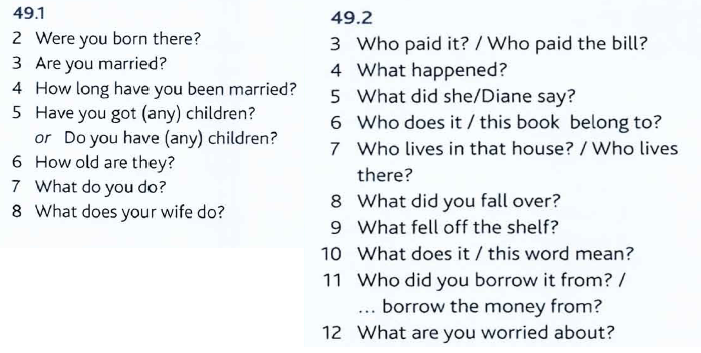 49.1
2 Were you born there?
3 Are you married?
4 How long have you been married?
5 Have you got (any) children?
or Do you have (any) children?
6 How old are they?
7 What do you do?
8 What does your wife do?
49.2
3 Who paid it? / Who paid the bill?
4 What happened?
5 What did she/Diane say?
6 Who does it / this book belong to?
7 Who lives in that house? / Who lives
there?
8 What did you fall over?
9 What fell off the shelf?
10 What does it / this word mean?
11 Who did you borrow it from? /
... borrow the money from?
12 What are you worried about?